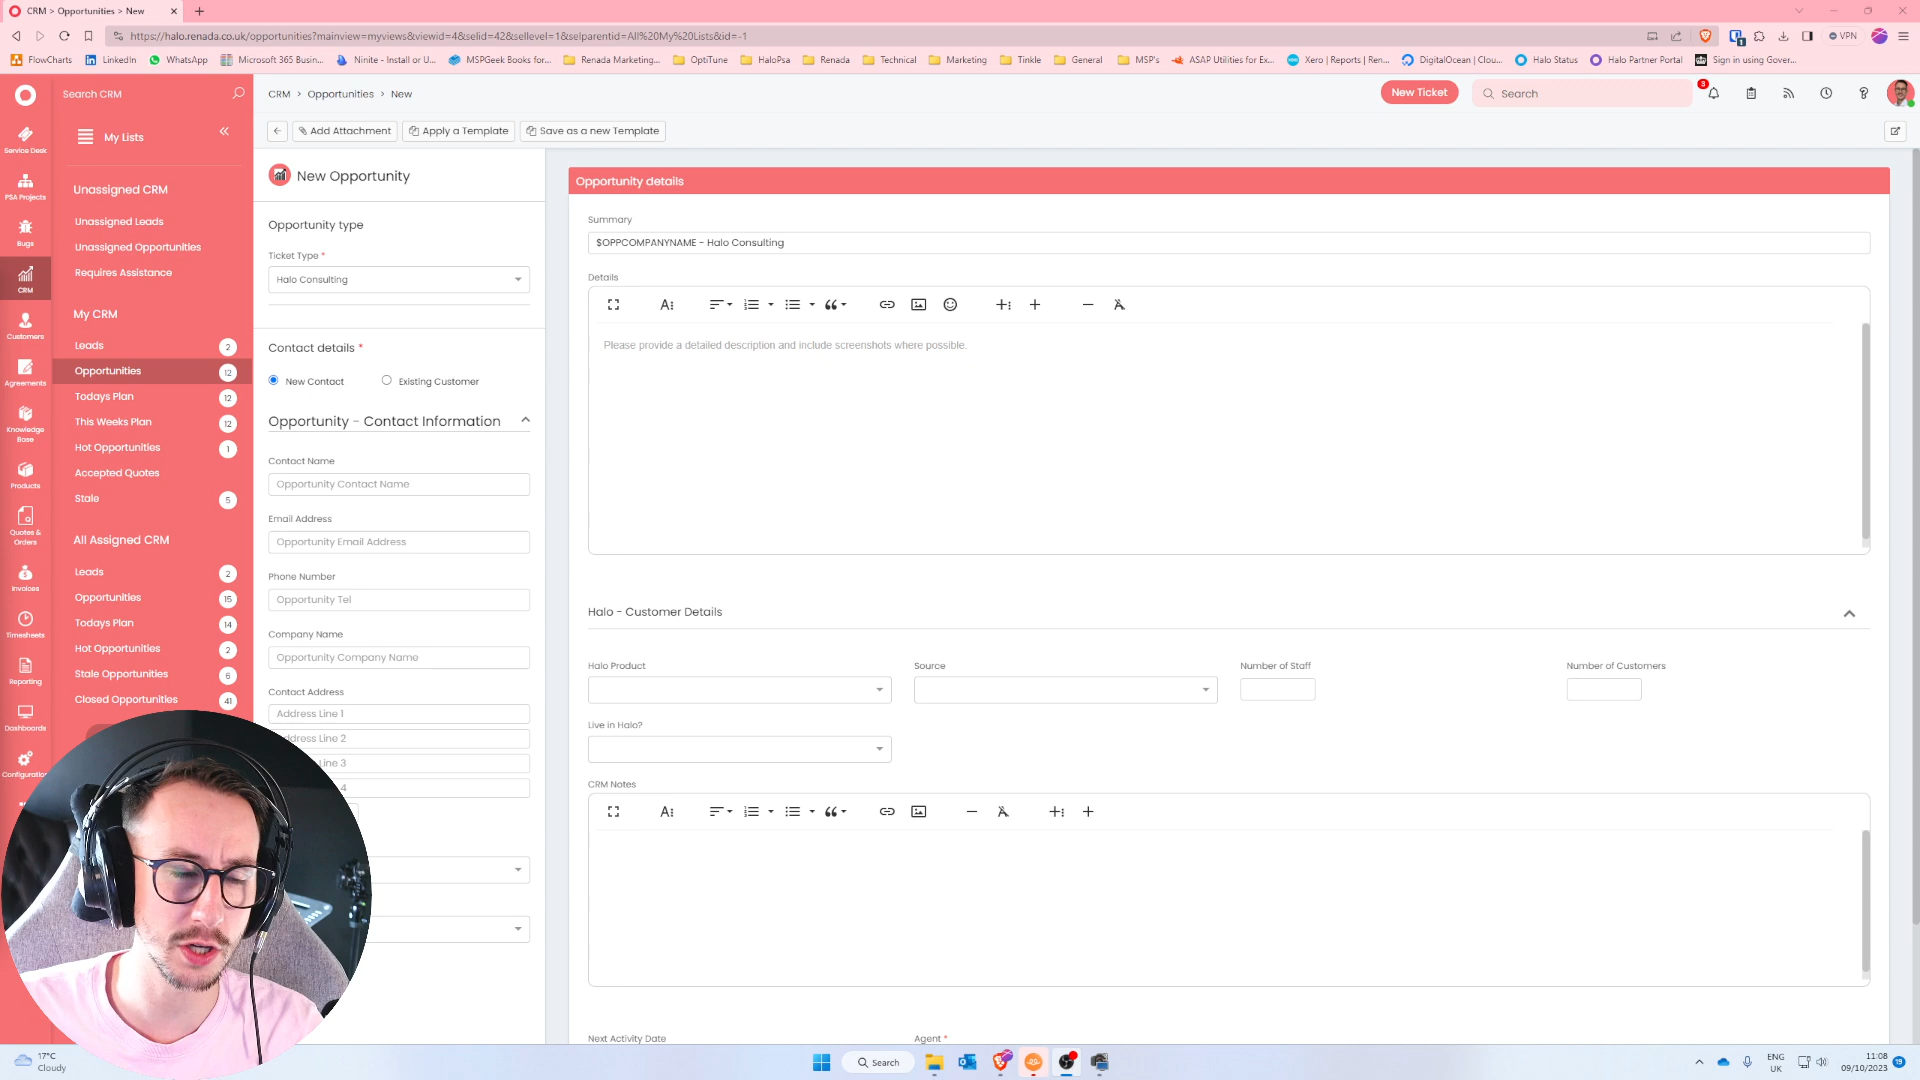 CRM > Opportunities > New
https://halo.renada.co.uk/opportunities?mainview=myviews&viewid=4&selid=42&sellevel=1&selparentid=All%20My%20Lists&id=-1
VPN
FlowCharts
LinkedIn
WhatsApp
Microsoft 365 Busin...
Ninite - Install or U...
MSPGeek Books for...
Renada Marketing...
OptiTune
HaloPsa
Renada
Technical
Marketing
Tinkle
General
MSP's
ASAP Utilities for Ex...
Xero | Reports | Ren...
DigitalOcean | Clou...
Halo Status
Halo Partner Portal
Sign in using Gover...
Search CRM
CRM > Opportunities > New
New Ticket
Search
3
My Lists
Add Attachment
Apply a Template
Save as a new Template
Service Desk
PSA Projects
Bugs
CRM
Customers
Agreements
Knowledge Base
Products
Quotes & Orders
Invoices
Timesheets
Reporting
Dashboards
Configuration
Unassigned CRM
Unassigned Leads
Unassigned Opportunities
Requires Assistance
My CRM
Leads 2
Opportunities 12
Todays Plan 12
This Weeks Plan 12
Hot Opportunities 1
Accepted Quotes
Stale 5
All Assigned CRM
Leads 2
Opportunities 15
Todays Plan 14
Hot Opportunities 2
Stale Opportunities 6
Closed Opportunities 41
New Opportunity
Opportunity type
Ticket Type *
Halo Consulting
Contact details *
New Contact
Existing Customer
Opportunity - Contact Information
Contact Name
Opportunity Contact Name
Email Address
Opportunity Email Address
Phone Number
Opportunity Tel
Company Name
Opportunity Company Name
Contact Address
Address Line 1
ddress Line 2
Line 3
4
Opportunity details
Summary
$OPPCOMPANYNAME - Halo Consulting
Details
Please provide a detailed description and include screenshots where possible.
Halo - Customer Details
Halo Product
Source
Number of Staff
Number of Customers
Live in Halo?
CRM Notes
Next Activity Date
Agent *
17°C
Cloudy
Search
ENG
UK
11:08
09/10/2023
19